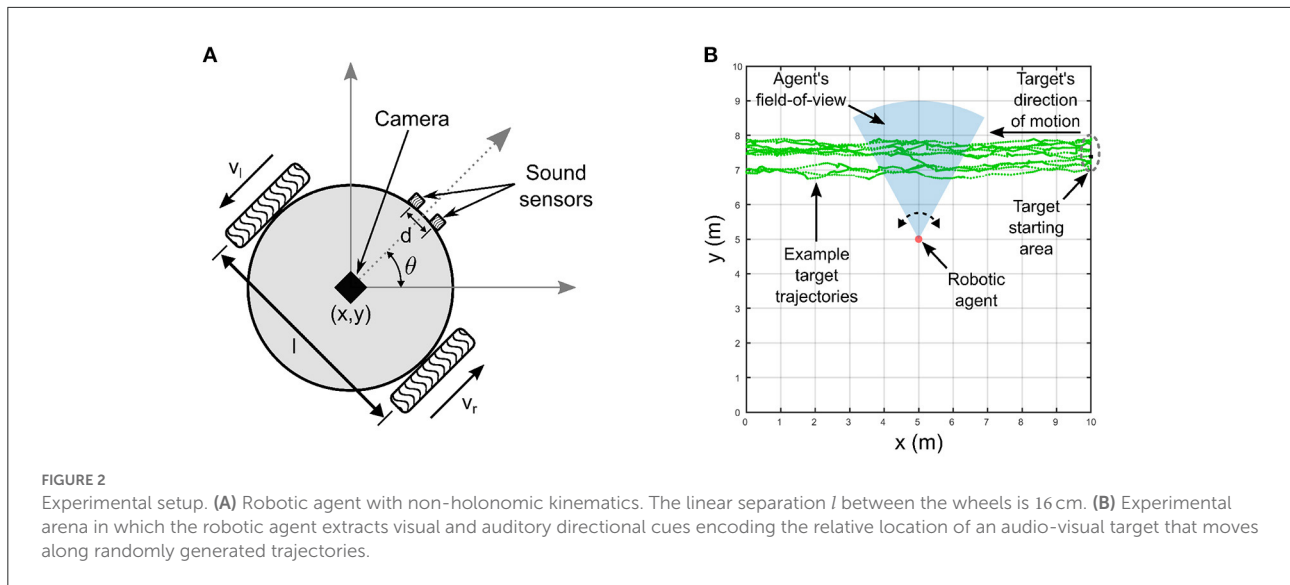 A
Camera
Sound
sensors
v_l
d
θ
(x,y)
l
v_r
B
Agent's
field-of-view
Target's
direction
of motion
10
9
8
7
6
5
4
3
2
1
0
y (m)
Example
target
trajectories
Robotic
agent
Target
starting
area
0 1 2 3 4 5 6 7 8 9 10
x (m)
FIGURE 2
Experimental setup. (A) Robotic agent with non-holonomic kinematics. The linear separation l between the wheels is 16 cm. (B) Experimental
arena in which the robotic agent extracts visual and auditory directional cues encoding the relative location of an audio-visual target that moves
along randomly generated trajectories.